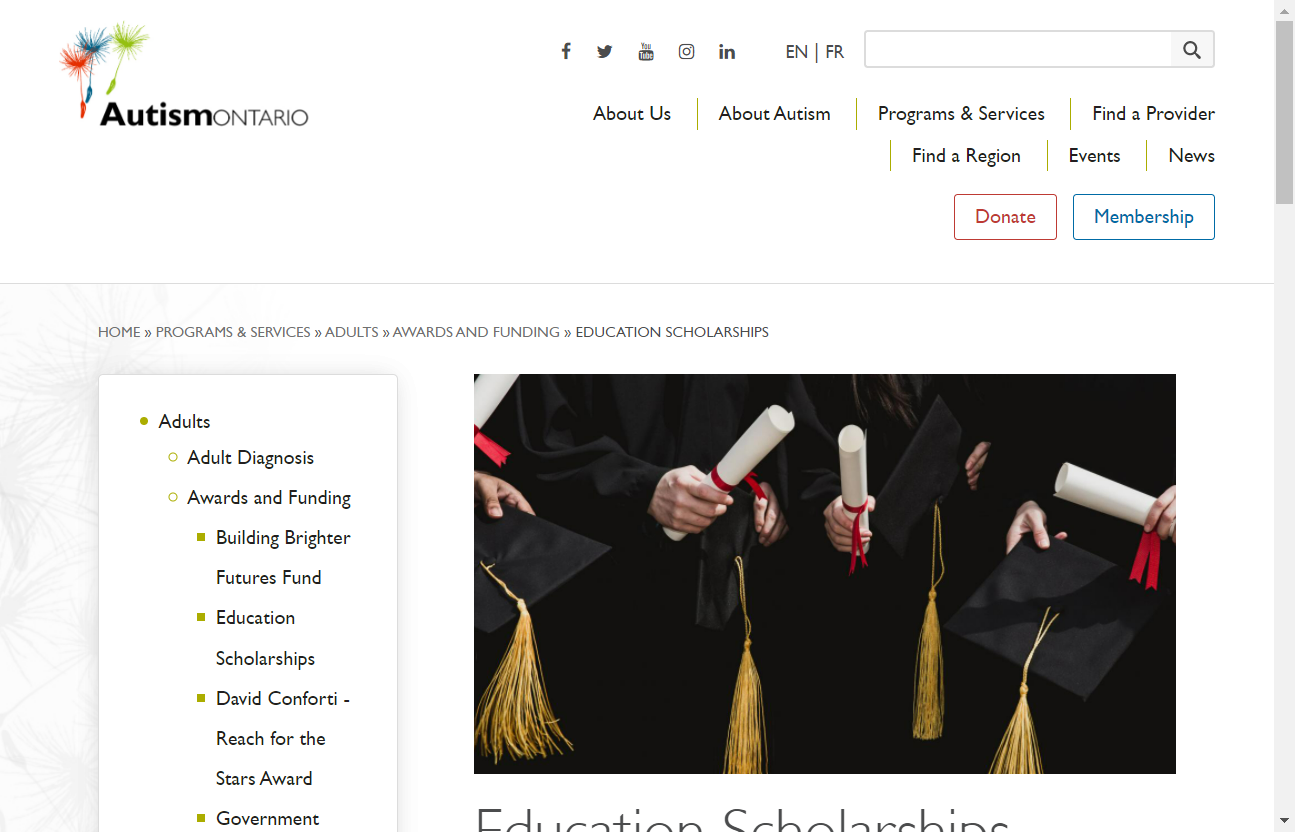 AutismONTARIO
You Tube
EN | FR
About Us
About Autism
Programs & Services
Find a Provider
Find a Region
Events
News
Donate
Membership
HOME » PROGRAMS & SERVICES » ADULTS » AWARDS AND FUNDING » EDUCATION SCHOLARSHIPS
Adults
Adult Diagnosis
Awards and Funding
Building Brighter
Futures Fund
Education
Scholarships
David Conforti -
Reach for the
Stars Award
Government
Education Scholarships